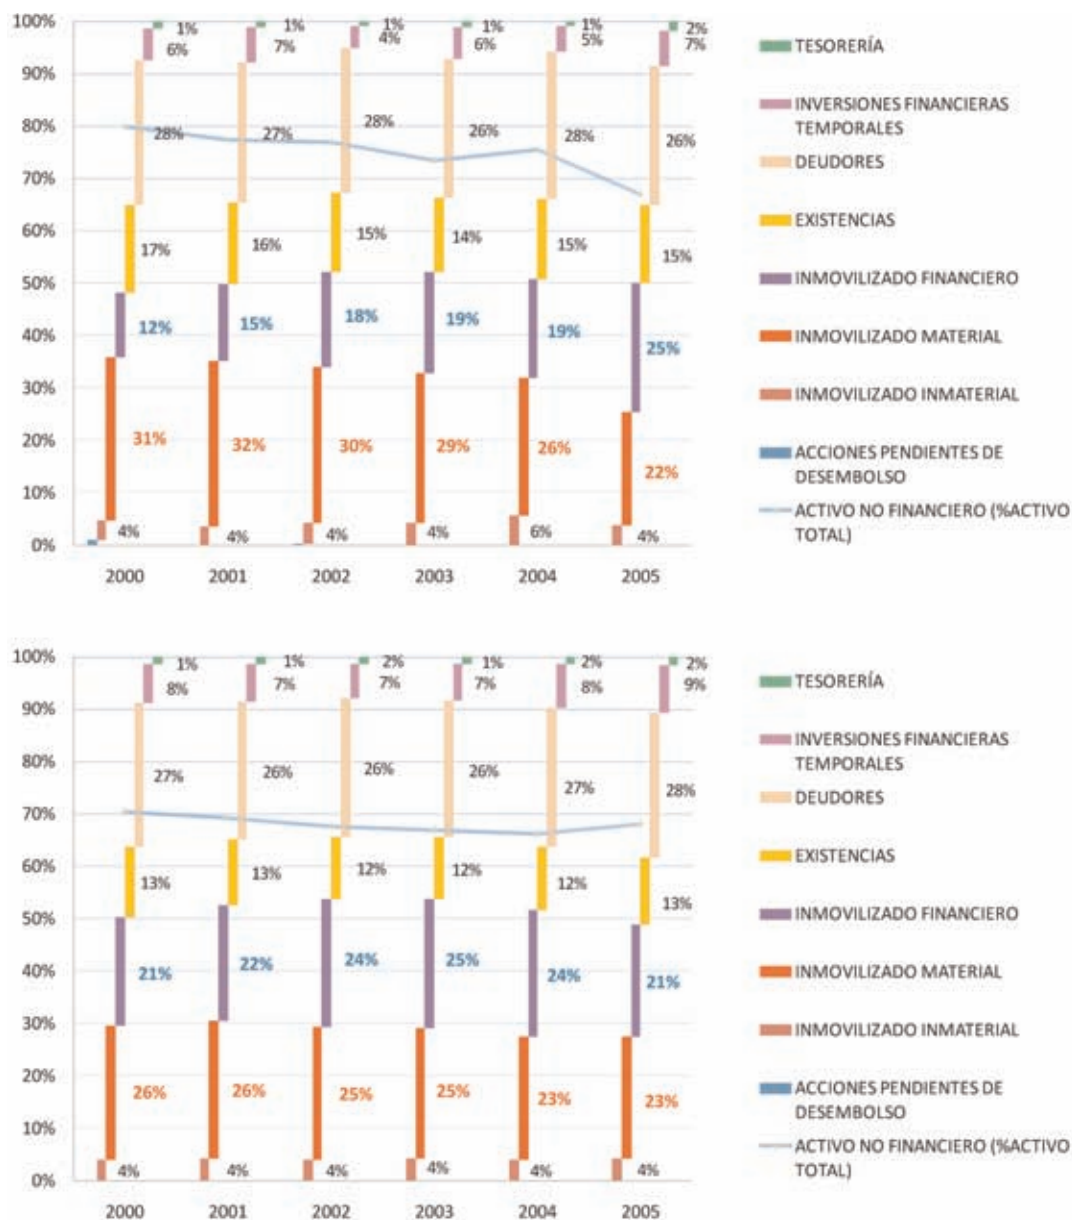 100%
90%
80%
70%
60%
50%
40%
30%
20%
10%
0%
1% 1% 1% 1% 1% 2%
6% 7% 4% 6% 5% 7%
28% 27% 28% 26% 28% 26%
17% 16% 15% 14% 15% 15%
12% 15% 18% 19% 19% 25%
31% 32% 30% 29% 26% 22%
4% 4% 4% 4% 6% 4%
2000 2001 2002 2003 2004 2005
TESORERÍA
INVERSIONES FINANCIERAS
TEMPORALES
DEUDORES
EXISTENCIAS
INMOVILIZADO FINANCIERO
INMOVILIZADO MATERIAL
INMOVILIZADO INMATERIAL
ACCIONES PENDIENTES DE
DESEMBOLSO
ACTIVO NO FINANCIERO (%ACTIVO
TOTAL)
100%
90%
80%
70%
60%
50%
40%
30%
20%
10%
0%
1% 1% 2% 1% 2% 2%
8% 7% 7% 7% 8% 9%
27% 26% 26% 26% 27% 28%
13% 13% 12% 12% 12% 13%
21% 22% 24% 25% 24% 21%
26% 26% 25% 25% 23% 23%
4% 4% 4% 4% 4% 4%
2000 2001 2002 2003 2004 2005
TESORERÍA
INVERSIONES FINANCIERAS
TEMPORALES
DEUDORES
EXISTENCIAS
INMOVILIZADO FINANCIERO
INMOVILIZADO MATERIAL
INMOVILIZADO INMATERIAL
ACCIONES PENDIENTES DE
DESEMBOLSO
ACTIVO NO FINANCIERO (%ACTIVO
TOTAL)